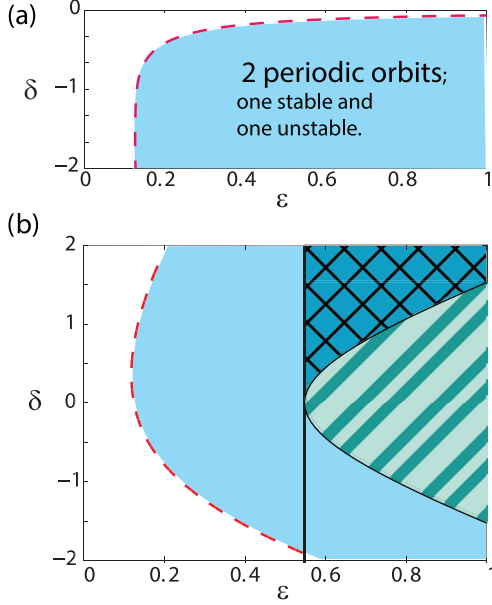 (a)
0
δ
−1
−2
2 periodic orbits;
one stable and
one unstable.
0 0.2 0.4 0.6 0.8 1
ε
(b)
2
1
δ
0
−1
−2
0 0.2 0.4 0.6 0.8 1
ε